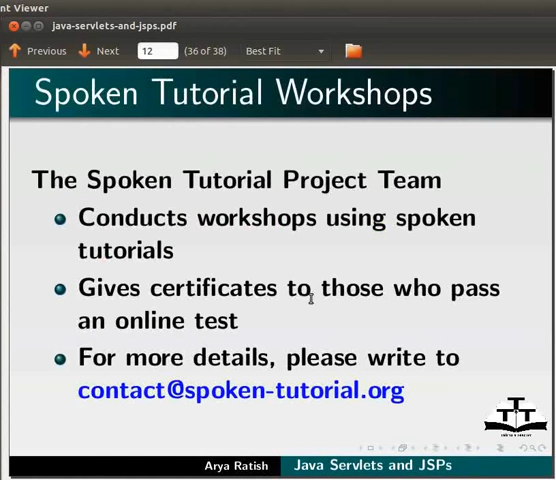 nt Viewer
java-servlets-and-jsps.pdf
Previous Next 12 (36 of 38) Best Fit
Spoken Tutorial Workshops
The Spoken Tutorial Project Team
Conducts workshops using spoken
tutorials
Gives certificates to those who pass
an online test
For more details, please write to
contact@spoken-tutorial.org
Arya Ratish Java Servlets and JSPs